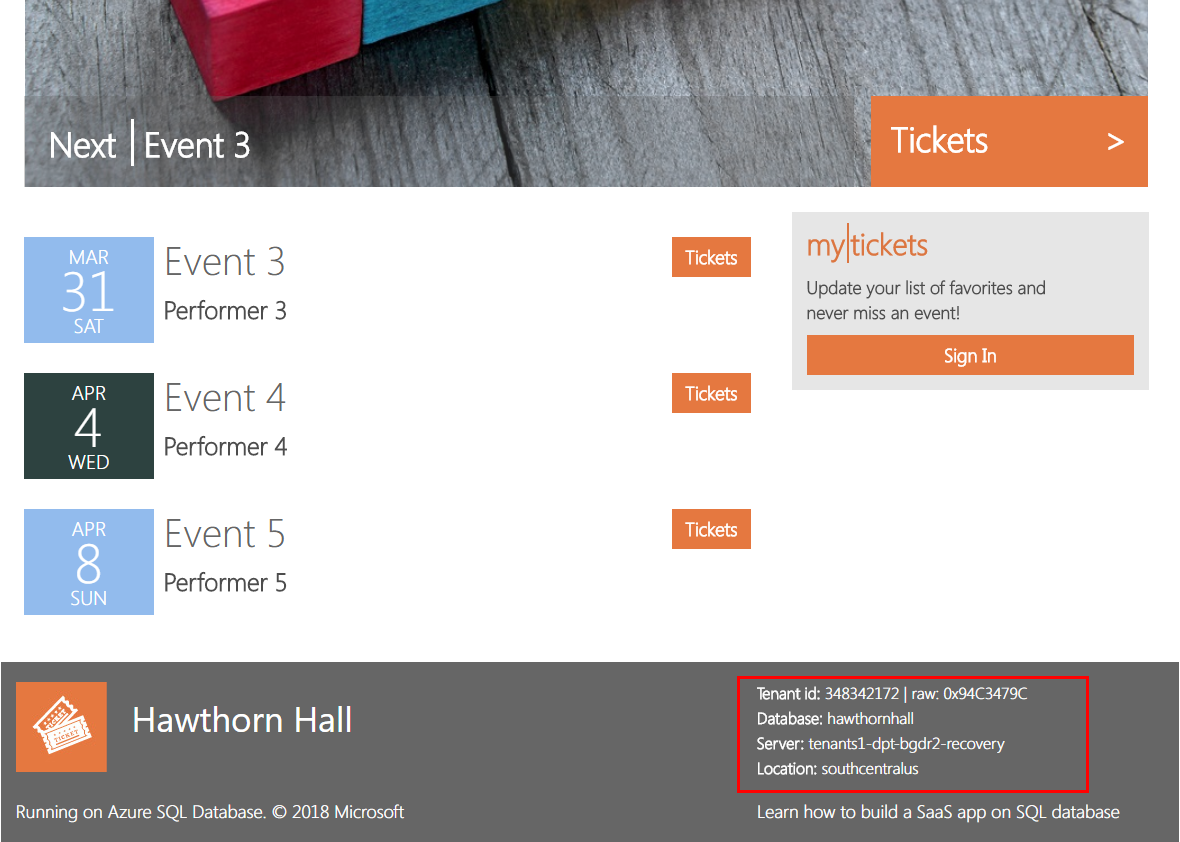 Next | Event 3
Tickets >
MAR
31
SAT
Event 3
Performer 3
Tickets
APR
4
WED
Event 4
Performer 4
Tickets
APR
8
SUN
Event 5
Performer 5
Tickets
my|tickets
Update your list of favorites and
never miss an event!
Sign In
TICKET
TICKET
Hawthorn Hall
Running on Azure SQL Database. © 2018 Microsoft
Tenant id: 348342172 | raw: 0x94C3479C
Database: hawthornhall
Server: tenants1-dpt-bgdr2-recovery
Location: southcentralus
Learn how to build a SaaS app on SQL database